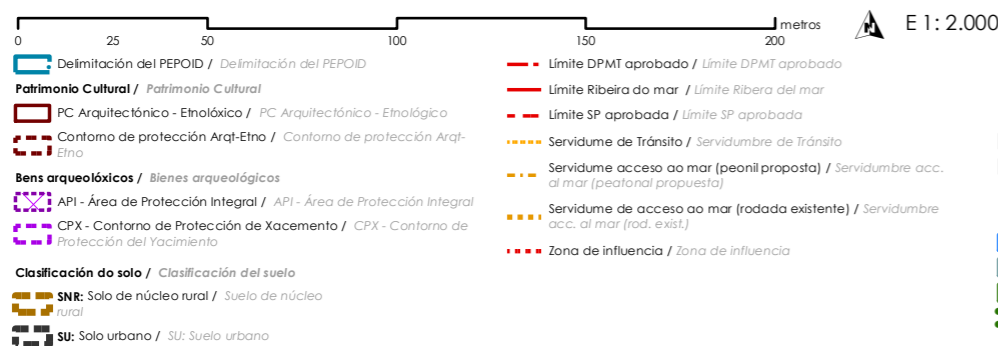 metros
0 25 50 100 150 200
E 1: 2.000
Delimitación del PEPOID / Delimitación del PEPOID
Patrimonio Cultural / Patrimonio Cultural
PC Arquitectónico - Etnolóxico / PC Arquitectónico - Etnológico
Contorno de protección Arqt-Etno / Contorno de protección Arqt-
Etno
Bens arqueolóxicos / Bienes arqueológicos
API - Área de Protección Integral / API - Área de Protección Integral
CPX - Contorno de Protección de Xacemento / CPX - Contorno de
Protección del Yacimiento
Clasificación do solo / Clasificación del suelo
SNR: Solo de núcleo rural / Suelo de núcleo
rural
SU: Solo urbano / SU: Suelo urbano
Límite DPMT aprobado / Límite DPMT aprobado
Límite Ribeira do mar / Límite Ribera del mar
Límite SP aprobada / Límite SP aprobada
Servidume de Tránsito / Servidumbre de Tránsito
Servidume acceso ao mar (peonil proposta) / Servidumbre acc.
al mar (peatonal propuesta)
Servidume de acceso ao mar (rodada existente) / Servidumbre
acc. al mar (rod. exist.)
Zona de influencia / Zona de influencia